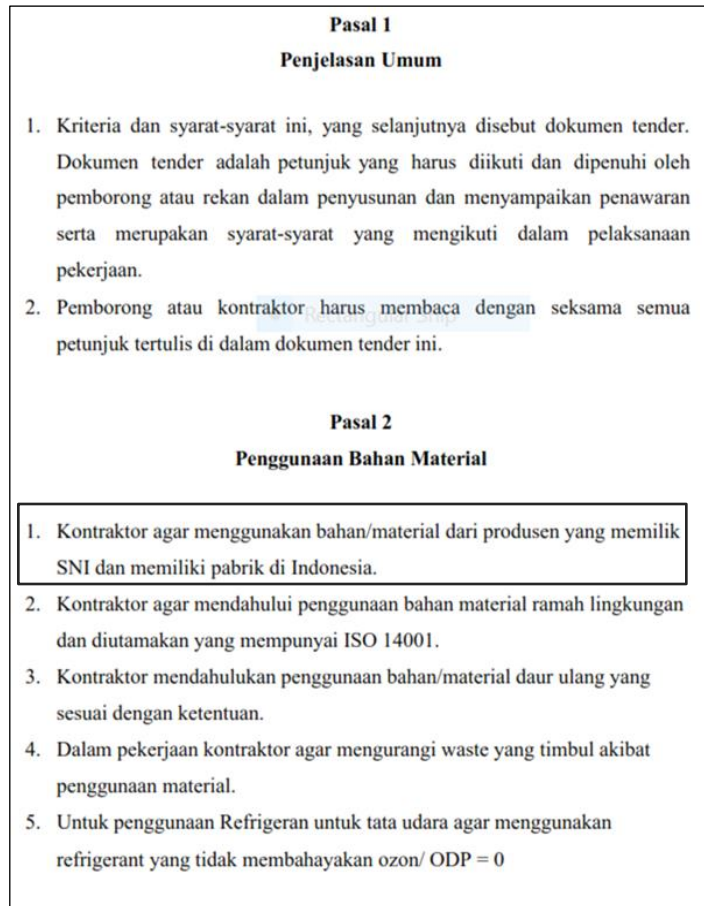 Pasal 1
Penjelasan Umum
1. Kriteria dan syarat-syarat ini, yang selanjutnya disebut dokumen tender.
Dokumen tender adalah petunjuk yang harus diikuti dan dipenuhi oleh
pemborong atau rekan dalam penyusunan dan menyampaikan penawaran
serta merupakan syarat-syarat yang mengikuti dalam pelaksanaan
pekerjaan.
2. Pemborong atau kontraktor harus membaca dengan seksama semua
Rectangular Snip
petunjuk tertulis di dalam dokumen tender ini.
Pasal 2
Penggunaan Bahan Material
1. Kontraktor agar menggunakan bahan/material dari produsen yang memilik
SNI dan memiliki pabrik di Indonesia.
2. Kontraktor agar mendahului penggunaan bahan material ramah lingkungan
dan diutamakan yang mempunyai ISO 14001.
3. Kontraktor mendahulukan penggunaan bahan/material daur ulang yang
sesuai dengan ketentuan.
4. Dalam pekerjaan kontraktor agar mengurangi waste yang timbul akibat
penggunaan material.
5. Untuk penggunaan Refrigeran untuk tata udara agar menggunakan
refrigerant yang tidak membahayakan ozon/ ODP = 0